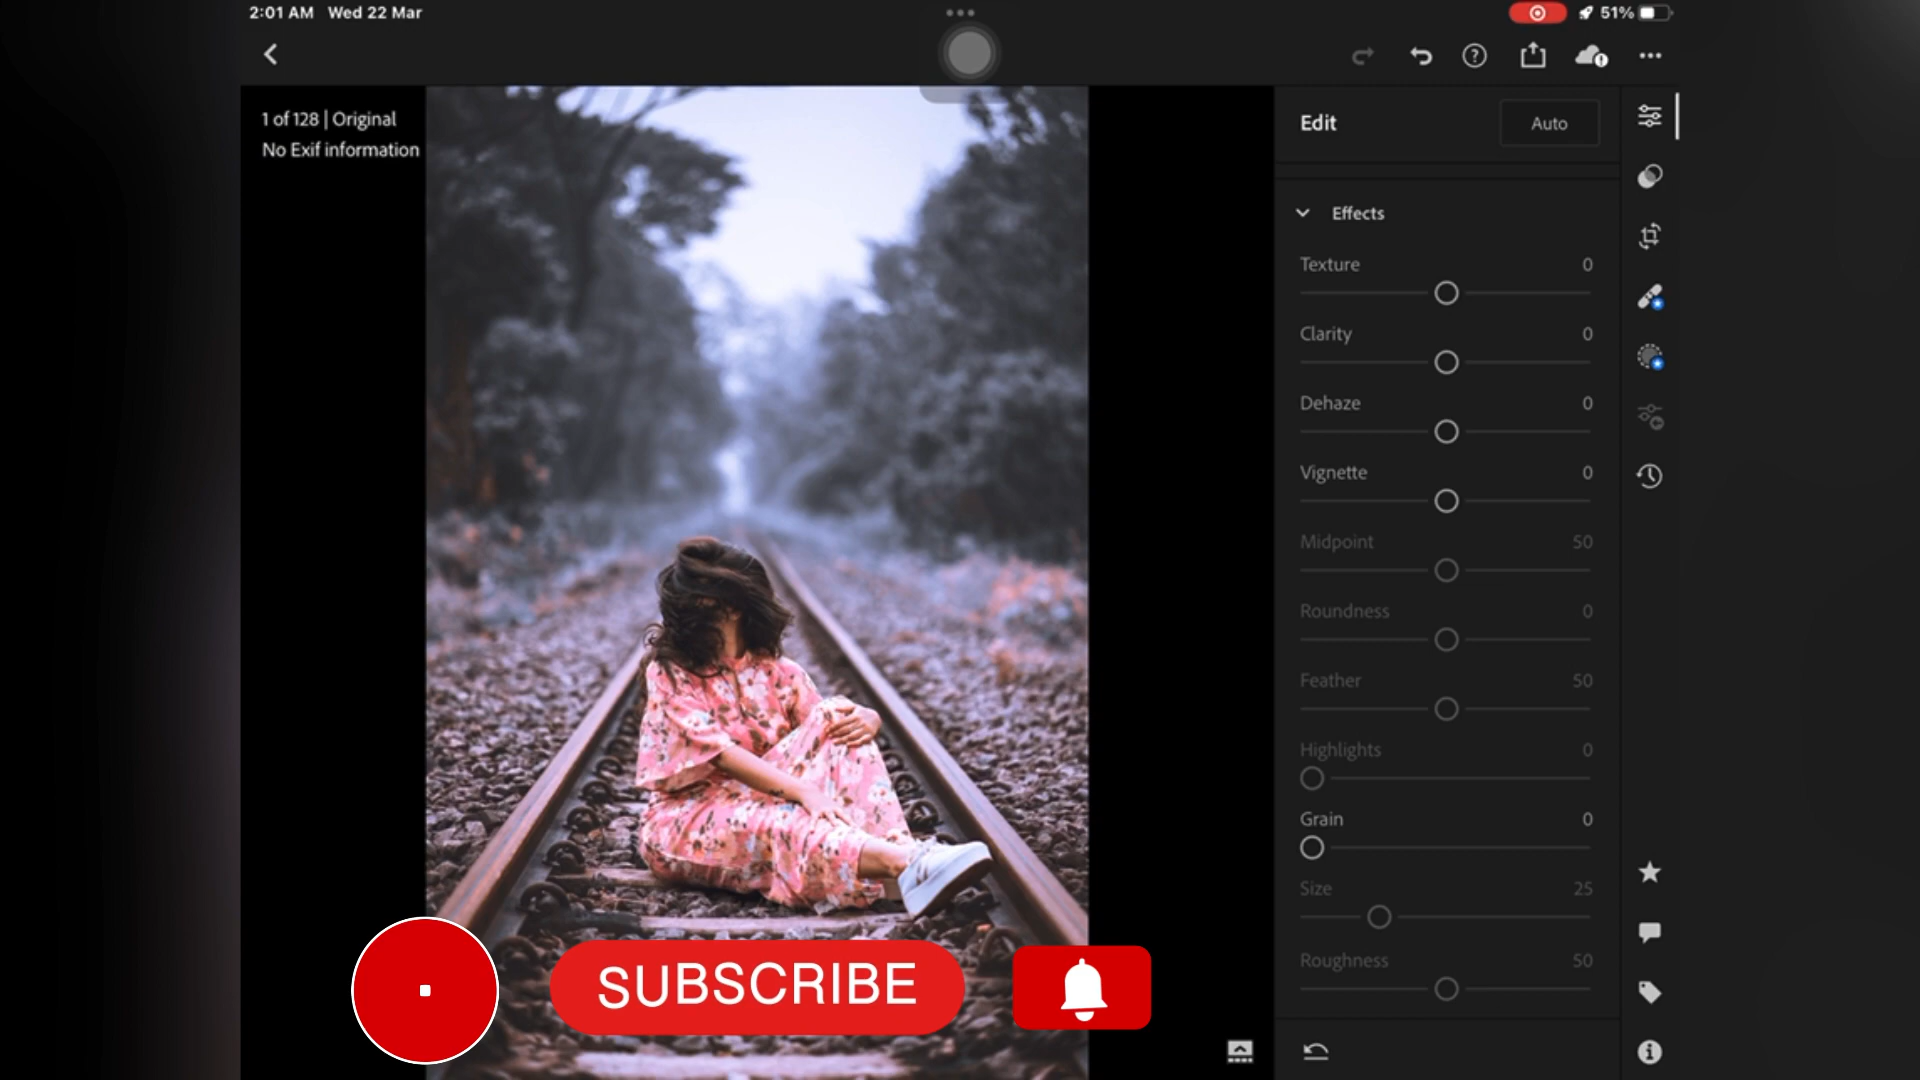 2:01 AM Wed 22 Mar
51%
1 of 128 | Original
No Exif information
Edit
Auto
Effects
Texture 0
Clarity 0
Dehaze 0
Vignette 0
Midpoint 50
Roundness 0
Feather 50
Highlights 0
Grain 0
Size 25
Roughness 50
SUBSCRIBE